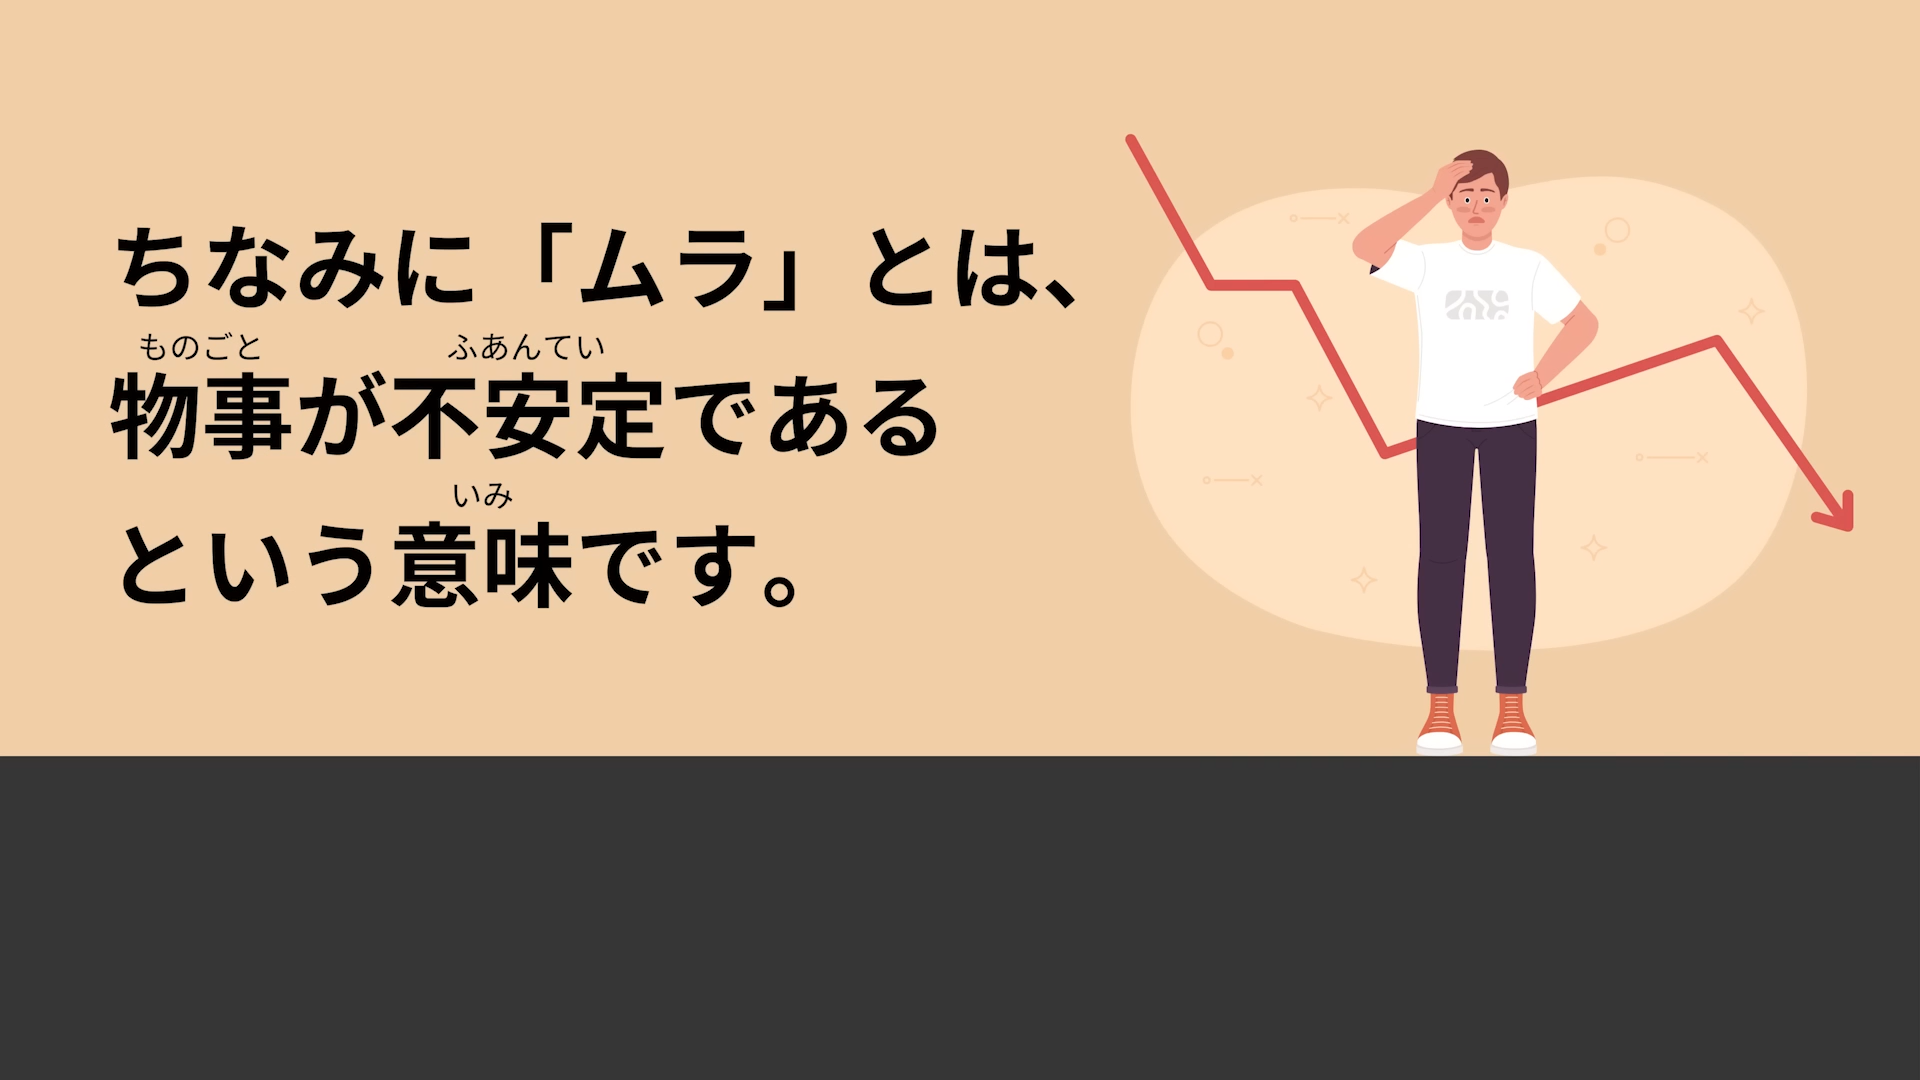 ちなみに「ムラ」とは、
ものごと ふあんてい
物事が不安定である
いみ
という意味です。